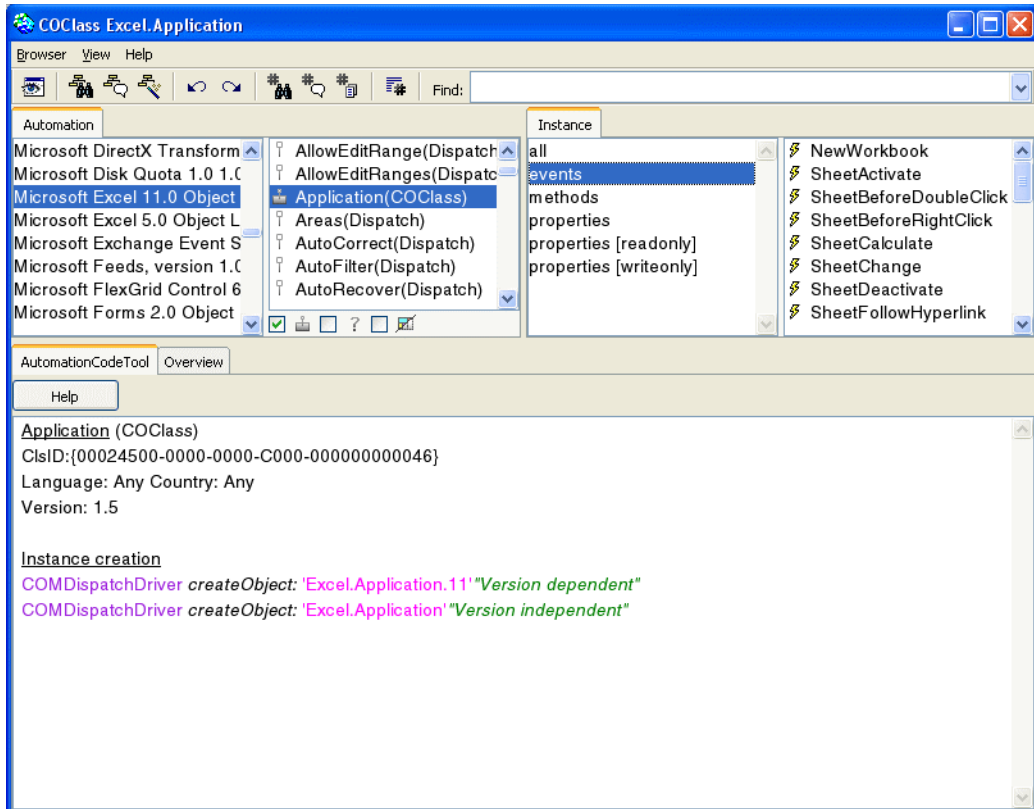 COClass Excel.Application
Browser View Help
Find:
Automation
Instance
Microsoft DirectX Transform
Microsoft Disk Quota 1.0 1.0
Microsoft Excel 11.0 Object
Microsoft Excel 5.0 Object L
Microsoft Exchange Event S
Microsoft Feeds, version 1.0
Microsoft FlexGrid Control 6
Microsoft Forms 2.0 Object
AllowEditRange(Dispatch
AllowEditRanges(Dispatc
Application(COClass)
Areas(Dispatch)
AutoCorrect(Dispatch)
AutoFilter(Dispatch)
AutoRecover(Dispatch)
?
all
events
methods
properties
properties [readonly]
properties [writeonly]
NewWorkbook
SheetActivate
SheetBeforeDoubleClick
SheetBeforeRightClick
SheetCalculate
SheetChange
SheetDeactivate
SheetFollowHyperlink
AutomationCodeTool Overview
Help
Application (COClass)
ClsID:{00024500-0000-0000-C000-000000000046}
Language: Any Country: Any
Version: 1.5
Instance creation
COMDispatchDriver createObject: 'Excel.Application.11'"Version dependent"
COMDispatchDriver createObject: 'Excel.Application'"Version independent"